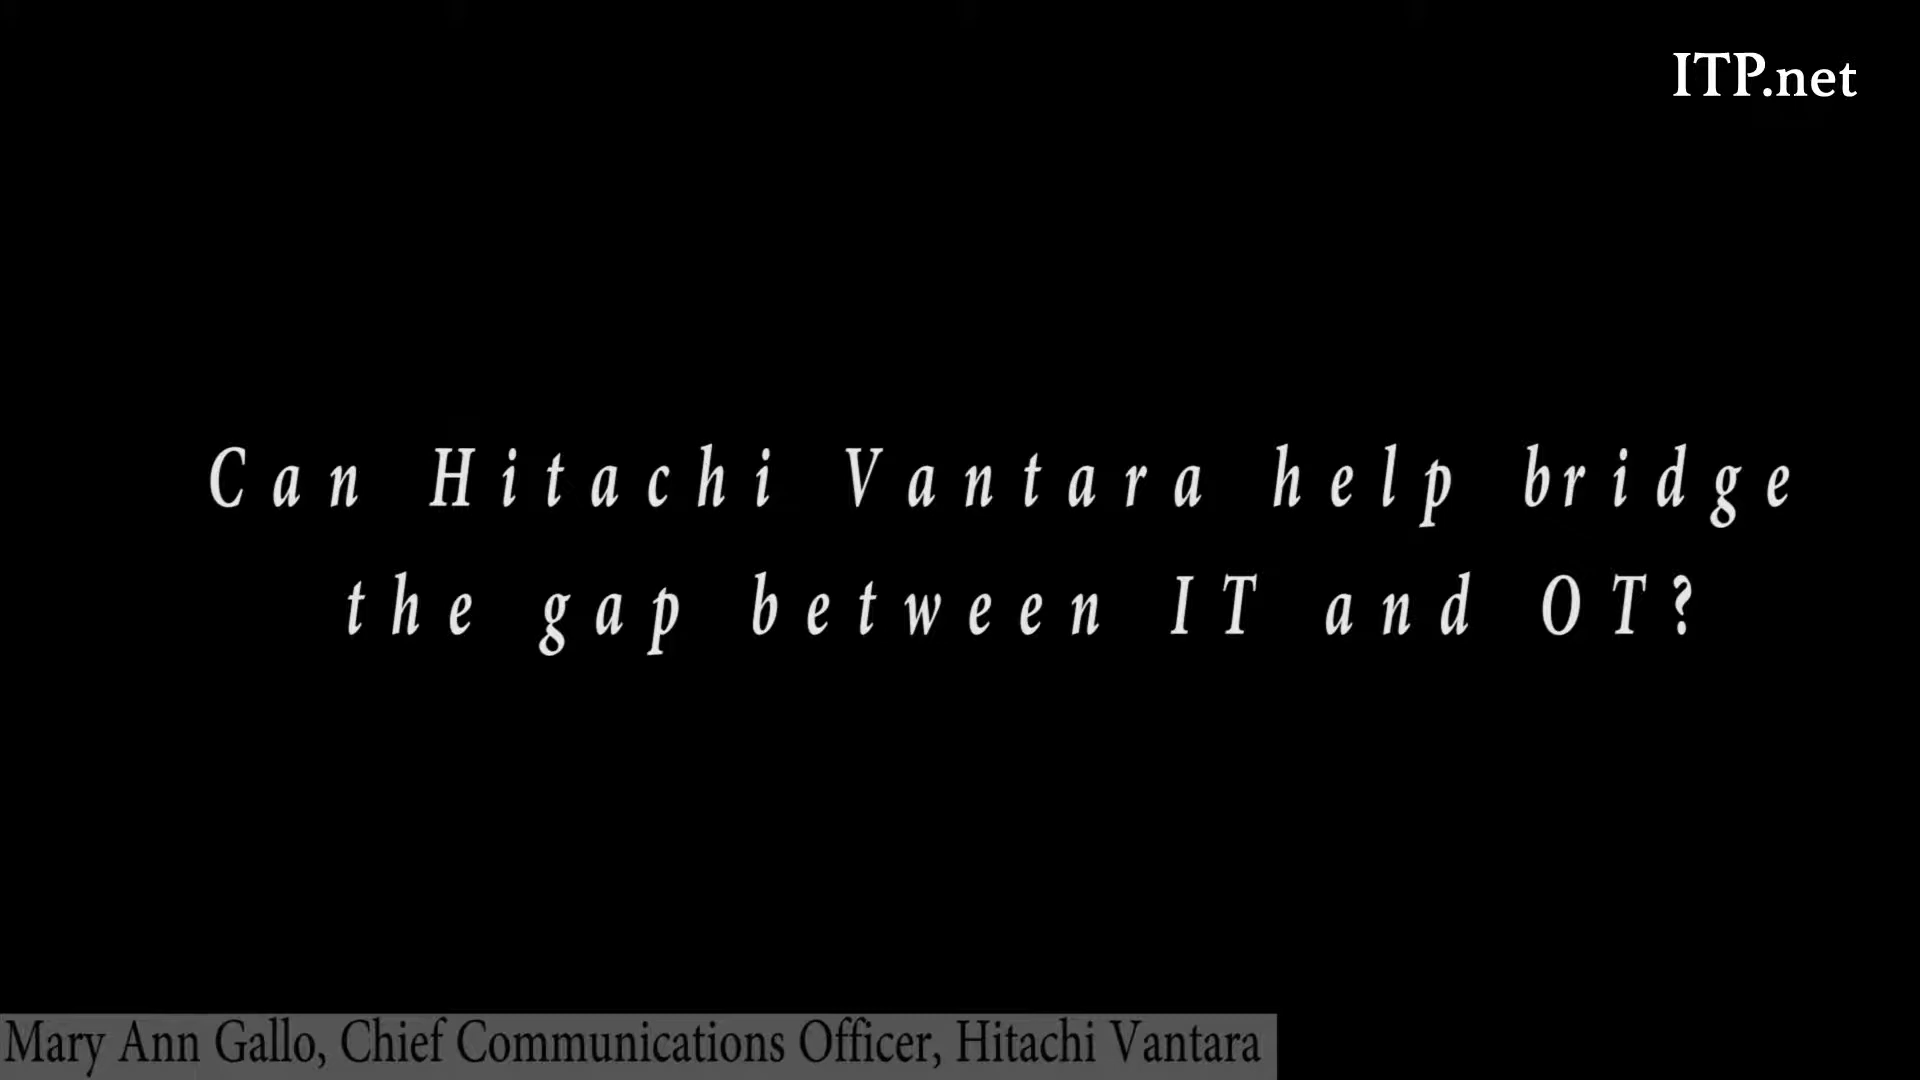 ITP.net
Can Hitachi Vantara help bridge
the gap between IT and OT?
Mary Ann Gallo, Chief Communications Officer, Hitachi Vantara